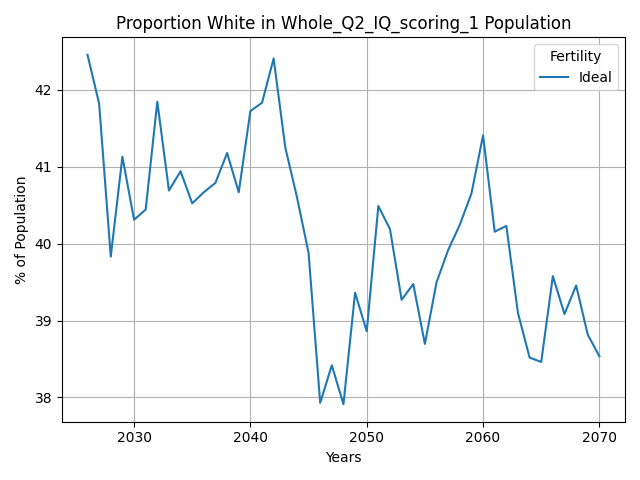 Proportion White in Whole_Q2_IQ_scoring_1 Population
Fertility
Ideal
% of Population
42
41
40
39
38
2030 2040 2050 2060 2070
Years